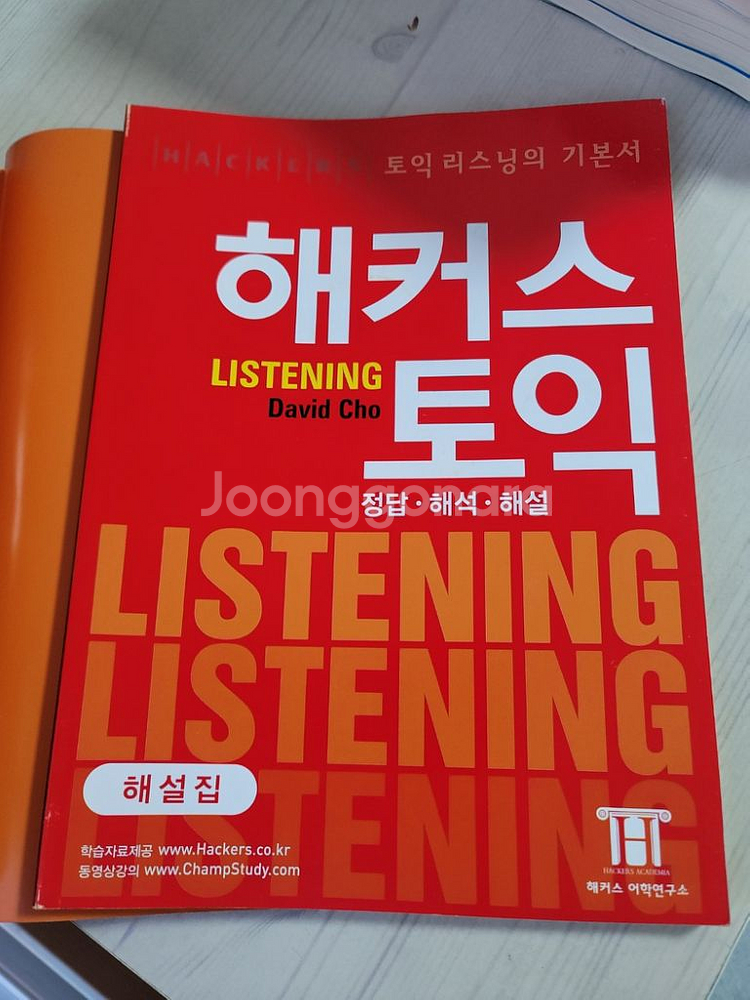 HACKERS 토익 리스닝의 기본서
해커스
LISTENING
David Cho
토익
정답·해석·해설
Joonggonara
LISTENING
LISTENING
LISTENING
해설집
학습자료제공 www.Hackers.co.kr
동영상강의 www.ChampStudy.com
HACKERS ACADEMIA
해커스 어학연구소